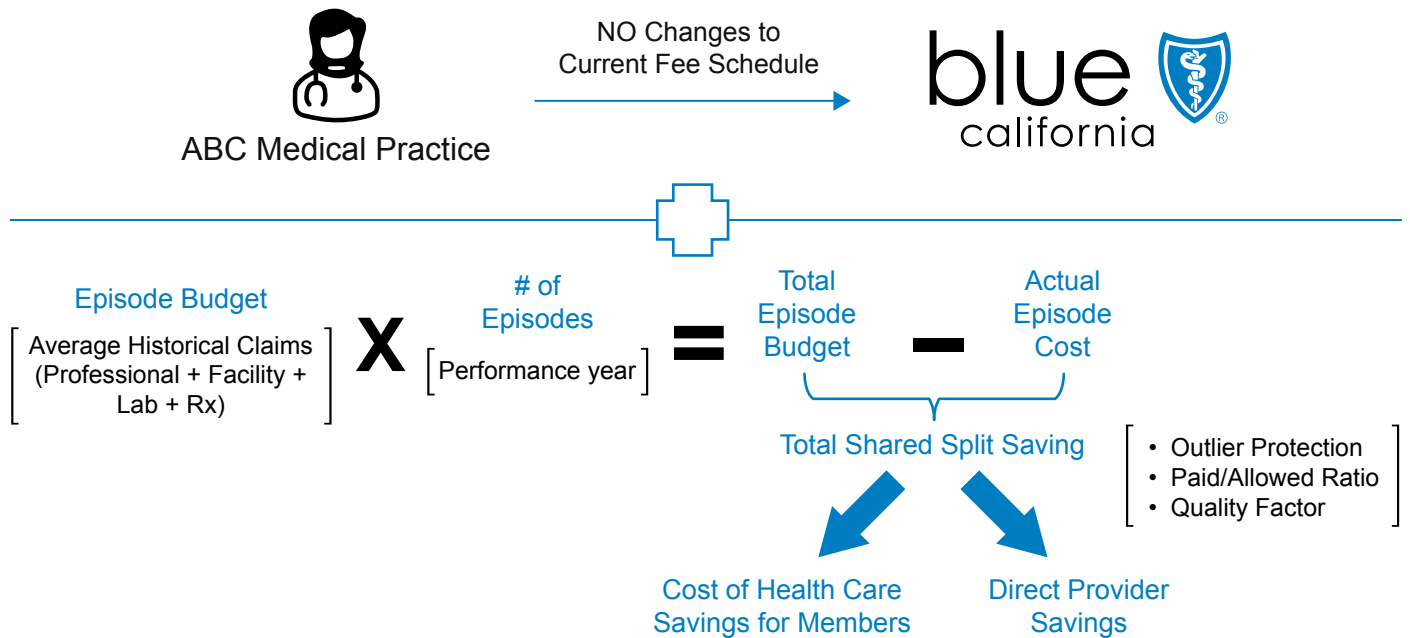 NO Changes to
Current Fee Schedule
ABC Medical Practice
blue
california
®
Episode Budget
Average Historical Claims
(Professional + Facility +
Lab + Rx)
X
# of
Episodes
Performance year
=
Total
Episode
Budget
–
Actual
Episode
Cost
Total Shared Split Saving
• Outlier Protection
• Paid/Allowed Ratio
• Quality Factor
Cost of Health Care
Savings for Members
Direct Provider
Savings